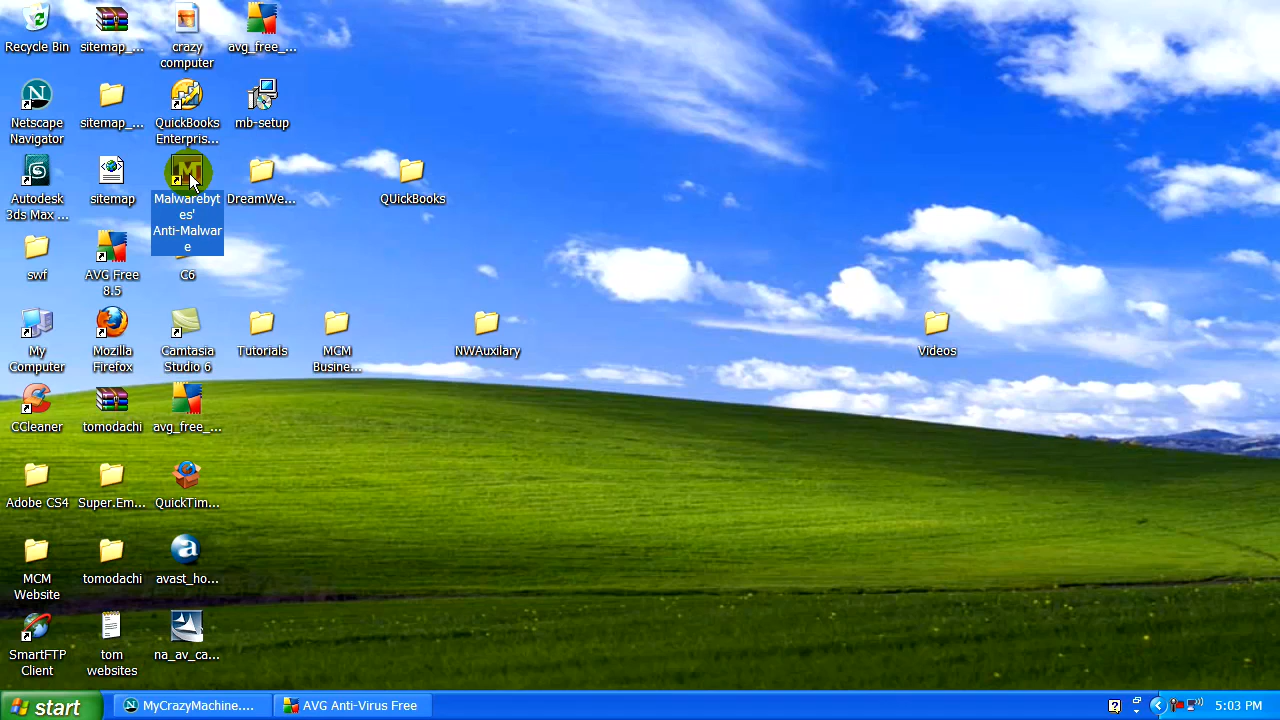 Recycle Bin
sitemap_...
crazy
computer
avg_free_...
Netscape
Navigator
sitemap_...
QuickBooks
Enterpris...
mb-setup
Autodesk
3ds Max ...
sitemap
Malwareby
tes'
Anti-Malwar
e
DreamWe...
QUickBooks
swf
AVG Free
8.5
C6
My
Computer
Mozilla
Firefox
Camtasia
Studio 6
Tutorials
MCM
Busine...
NWAuxilary
Videos
CCleaner
tomodachi
avg_free_...
Adobe CS4
Super.Em...
QuickTim...
MCM
Website
tomodachi
avast_ho...
SmartFTP
Client
tom
websites
na_av_ca...
start
MyCrazyMachine....
AVG Anti-Virus Free
5:03 PM